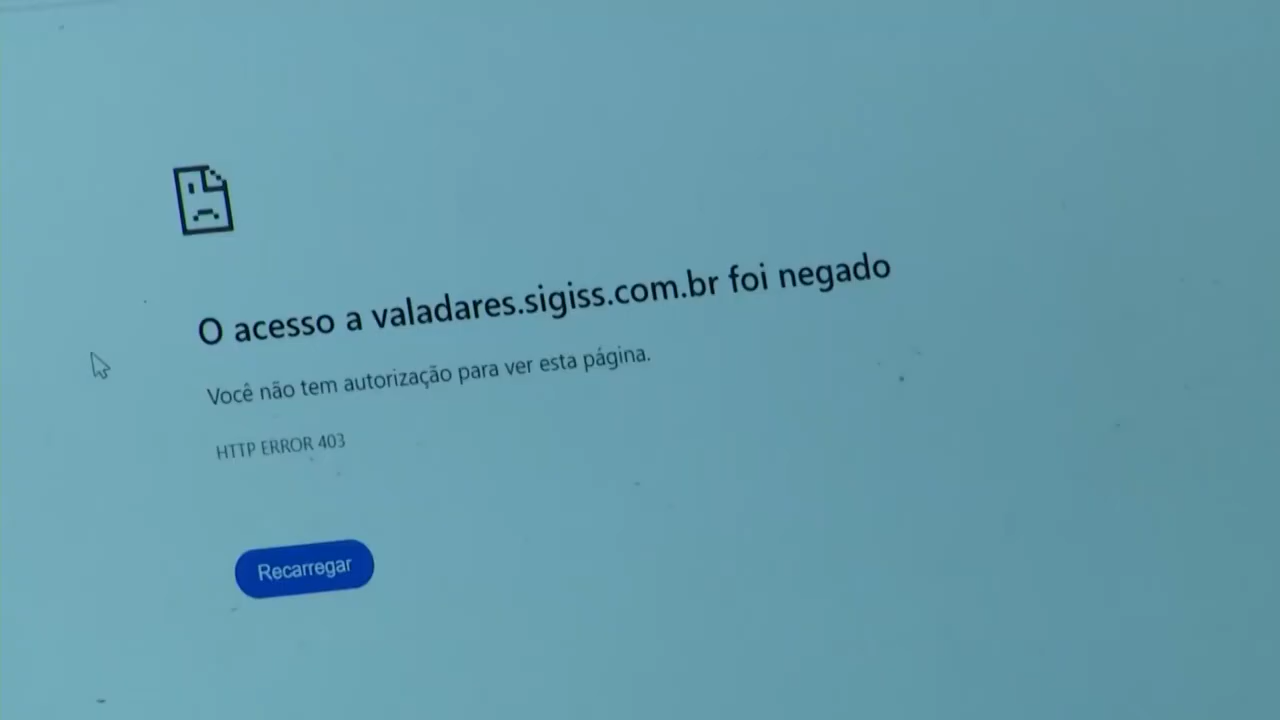 O acesso a valadares.sigiss.com.br foi negado
Você não tem autorização para ver esta página.
HTTP ERROR 403
Recarregar